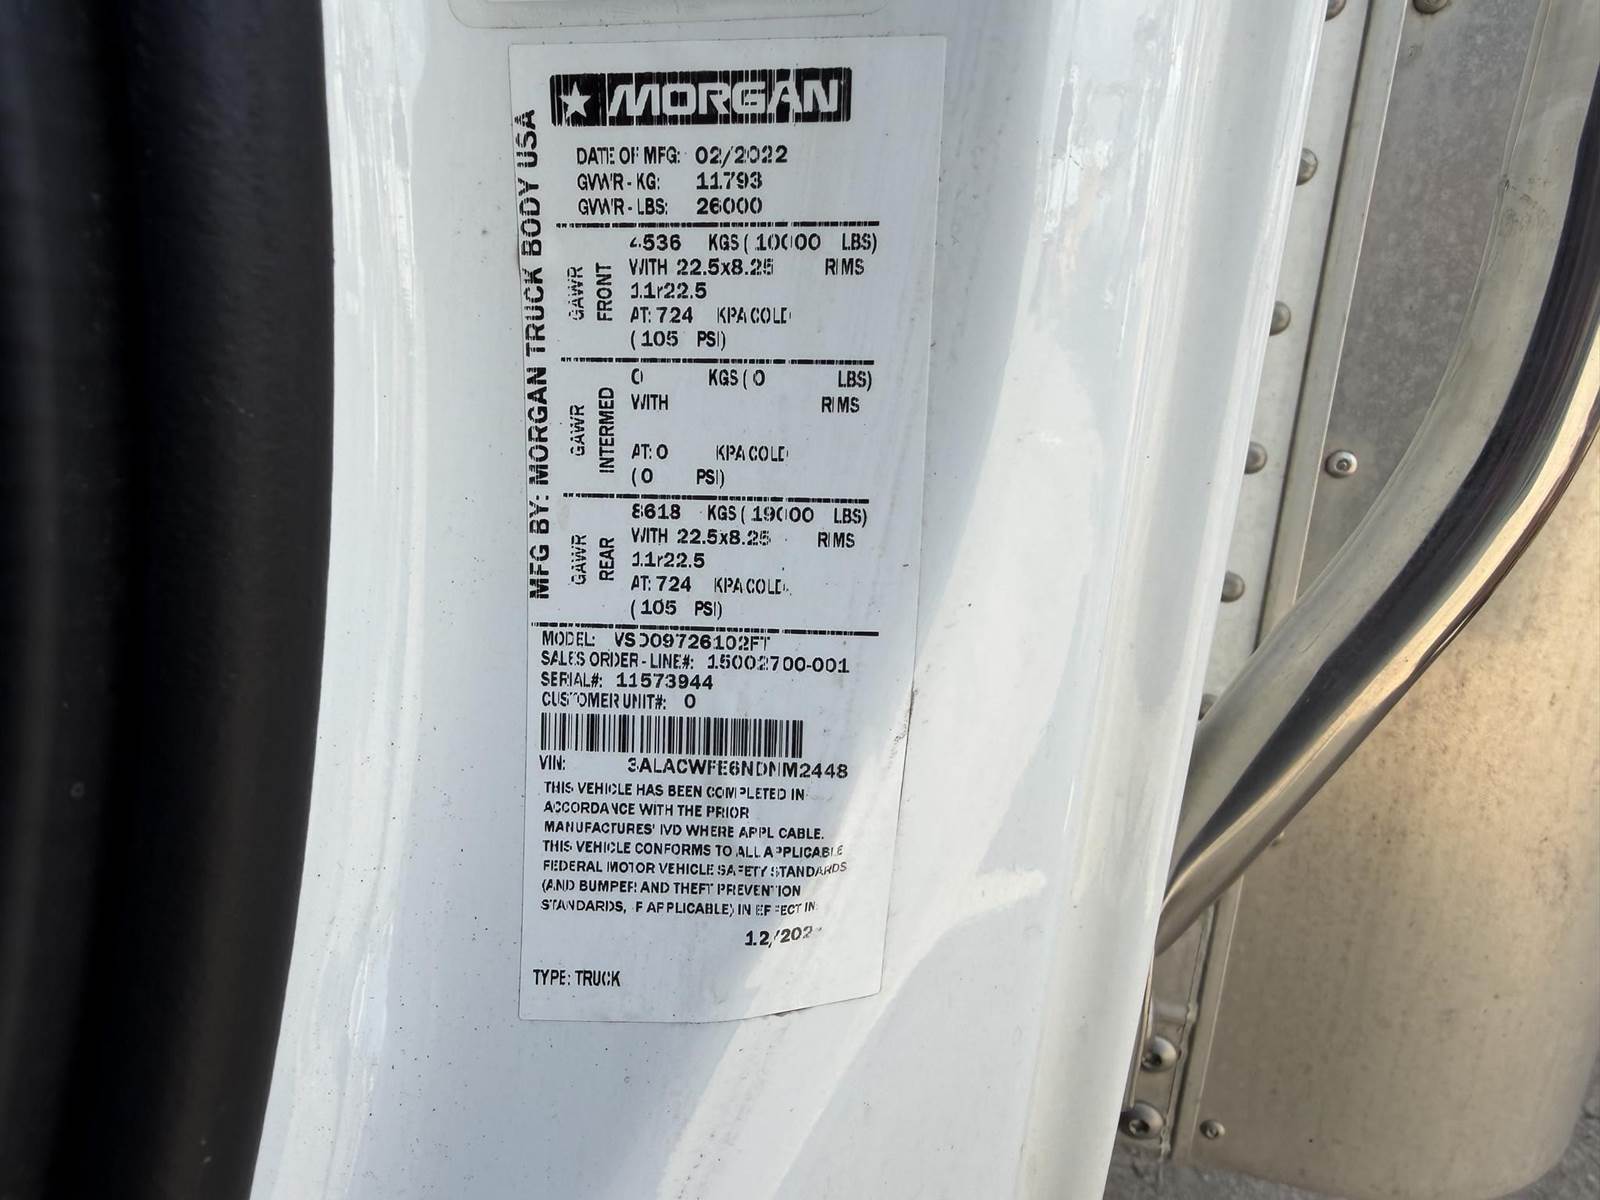 MORGAN
MFG BY: MORGAN TRUCK BODY USA
DATE OF MFG: 02/2022
GVWR - KG: 11793
GVWR - LBS: 26000
GAWR FRONT
4536 KGS ( 10000 LBS)
WITH 22.5x8.25 RIMS
11r22.5
AT: 724 KPA COLD
( 105 PSI)
GAWR INTERMED
0 KGS ( 0 LBS)
WITH RIMS
AT: 0 KPA COLD
( 0 PSI)
GAWR REAR
8618 KGS ( 19000 LBS)
WITH 22.5x8.25 RIMS
11r22.5
AT: 724 KPA COLD
( 105 PSI)
MODEL: VSD09726102FT
SALES ORDER - LINE#: 15002700-001
SERIAL#: 11573944
CUSTOMER UNIT#: 0
VIN: 3ALACWFE6NDNM2448
THIS VEHICLE HAS BEEN COMPLETED IN
ACCORDANCE WITH THE PRIOR
MANUFACTURES' IVD WHERE APPLICABLE.
THIS VEHICLE CONFORMS TO ALL APPLICABLE
FEDERAL MOTOR VEHICLE SAFETY STANDARDS
(AND BUMPER AND THEFT PREVENTION
STANDARDS, IF APPLICABLE) IN EFFECT IN
TYPE: TRUCK